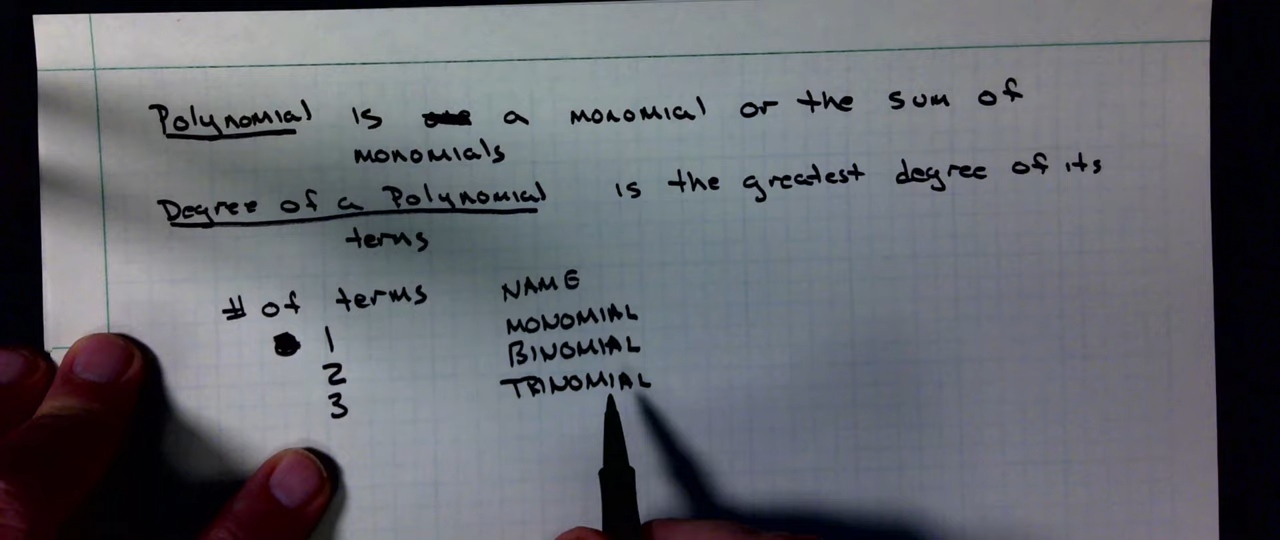 Polynomial is a monomial or the sum of
monomials
Degree of a Polynomial is the greatest degree of its
terms
# of terms NAME
1 MONOMIAL
2 BINOMIAL
3 TRINOMIAL